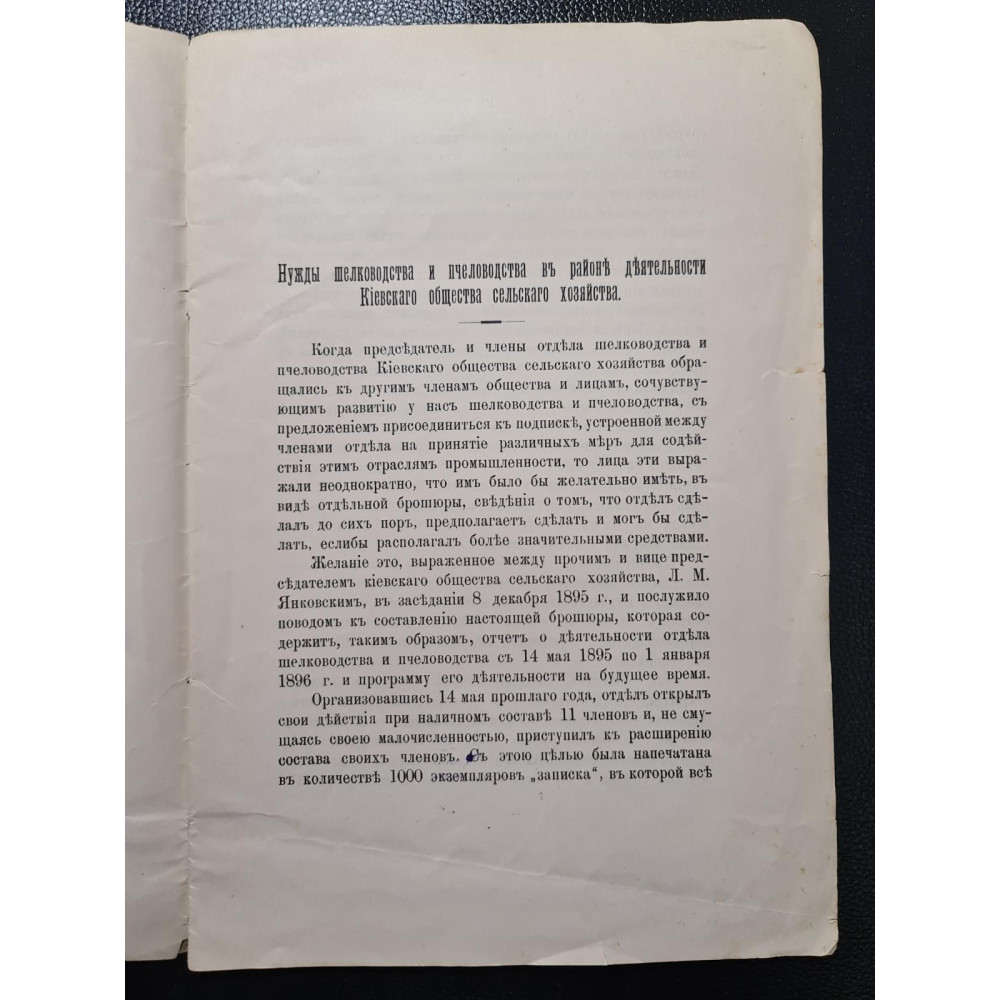 Нужды шелководства и пчеловодства въ районѣ дѣятельности
Кіевскаго общества сельскаго хозяйства.
Когда предсѣдатель и члены отдѣла шелководства и
пчеловодства Кіевскаго общества сельскаго хозяйства обра-
щались къ другимъ членамъ общества и лицамъ, сочувству-
ющимъ развитію у насъ шелководства и пчеловодства, съ
предложеніемъ присоединиться къ подпискѣ, устроенной между
членами отдѣла на принятіе различныхъ мѣръ для содѣй-
ствія этимъ отраслямъ промышленности, то лица эти выра-
жали неоднократно, что имъ было бы желательно имѣть, въ
видѣ отдѣльной брошюры, свѣдѣнія о томъ, что отдѣлъ сдѣ-
лалъ до сихъ поръ, предполагаетъ сдѣлать и могъ бы сдѣ-
лать, еслибы располагалъ болѣе значительными средствами.
Желаніе это, выраженное между прочимъ и вице пред-
сѣдателемъ кіевскаго общества сельскаго хозяйства, Л. М.
Янковскимъ, въ засѣданіи 8 декабря 1895 г., и послужило
поводомъ къ составленію настоящей брошюры, которая со-
держитъ, такимъ образомъ, отчетъ о дѣятельности отдѣла
шелководства и пчеловодства съ 14 мая 1895 по 1 января
1896 г. и программу его дѣятельности на будущее время.
Организовавшись 14 мая прошлаго года, отдѣлъ открылъ
свои дѣйствія при наличномъ составѣ 11 членовъ и, не сму-
щаясь своею малочисленностью, приступилъ къ расширенію
состава своихъ членовъ. Съ этою цѣлью была напечатана
въ количествѣ 1000 экземпляровъ „записка“, въ которой всѣ